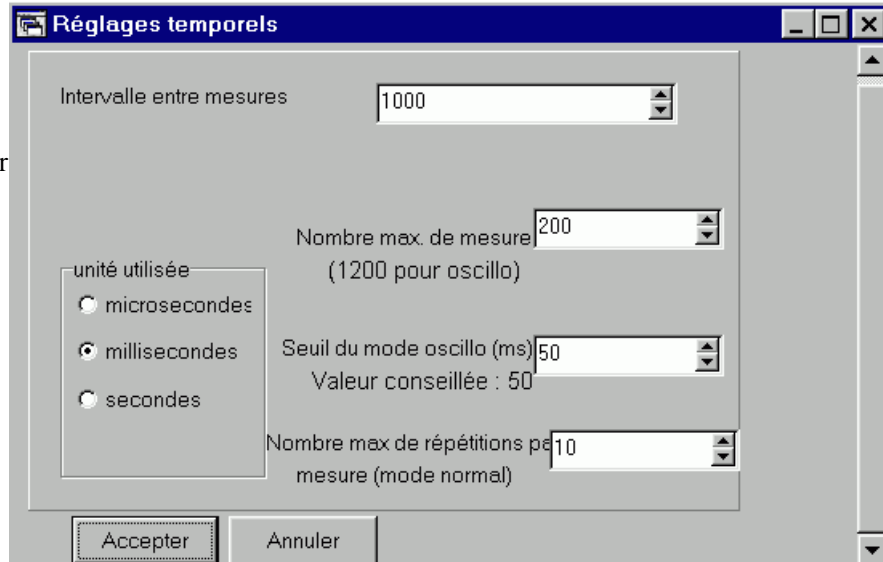 Réglages temporels
Intervalle entre mesures 1000
r
Nombre max. de mesure 200
(1200 pour oscillo)
unité utilisée
microsecondes
millisecondes
secondes
Seuil du mode oscillo (ms) 50
Valeur conseillée : 50
Nombre max de répétitions pa 10
mesure (mode normal)
Accepter Annuler